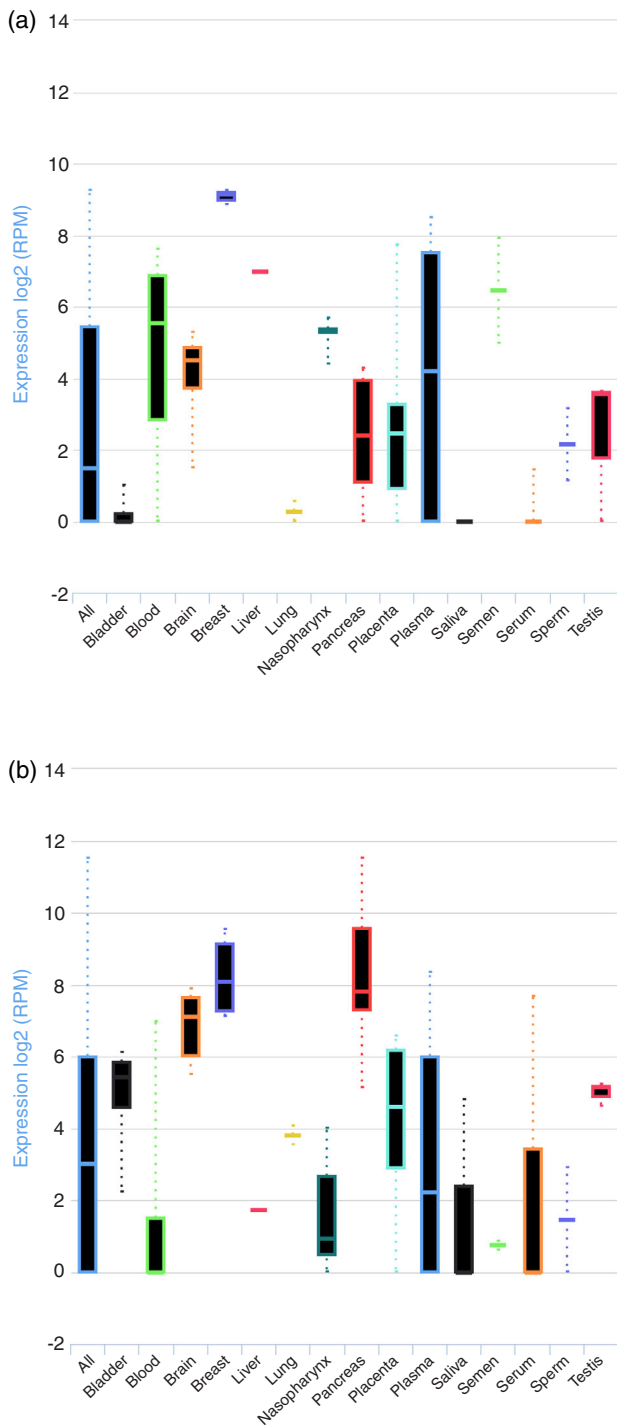 (a)
14
12
10
8
6
4
2
0
-2
Expression log2 (RPM)
All
Bladder
Blood
Brain
Breast
Liver
Lung
Nasopharynx
Pancreas
Placenta
Plasma
Saliva
Semen
Serum
Sperm
Testis
(b)
14
12
10
8
6
4
2
0
-2
Expression log2 (RPM)
All
Bladder
Blood
Brain
Breast
Liver
Lung
Nasopharynx
Pancreas
Placenta
Plasma
Saliva
Semen
Serum
Sperm
Testis